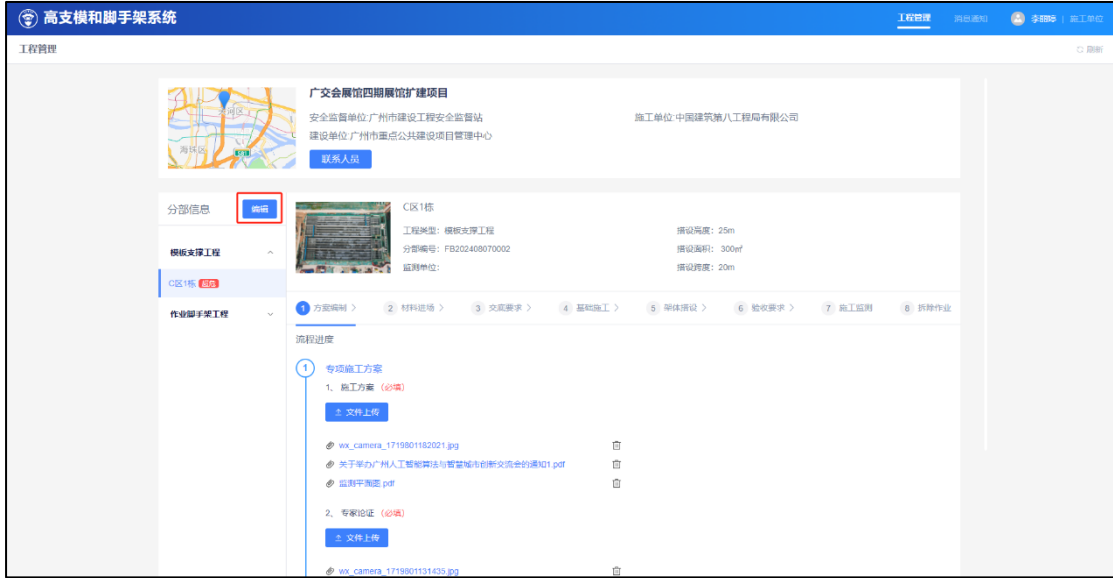 高支模和脚手架系统
工程管理
消息通知
施工单位
工程管理
刷新
广交会展馆四期展馆扩建项目
安全监督单位:广州市建设工程安全监督站
施工单位:中国建筑第八工程局有限公司
建设单位:广州市重点公共建设项目管理中心
联系人员
海珠区
分部信息
编辑
C区1栋
工程类型: 模板支撑工程
搭设高度: 25m
分部编号: FB202408070002
搭设面积: 300㎡
监测单位:
搭设跨度: 20m
模板支撑工程
C区1栋
作业脚手架工程
1 方案编制 >
2 材料进场 >
3 交底要求 >
4 基础施工 >
5 架体搭设 >
6 验收要求 >
7 施工监测
8 拆除作业
流程进度
1 专项施工方案
1、施工方案 (必填)
文件上传
wx_camera_1719801182021.jpg
关于举办广州人工智能算法与智慧城市创新交流会的通知1.pdf
监测平面图.pdf
2、专家论证 (必填)
文件上传
wx_camera_1719801131435.jpg